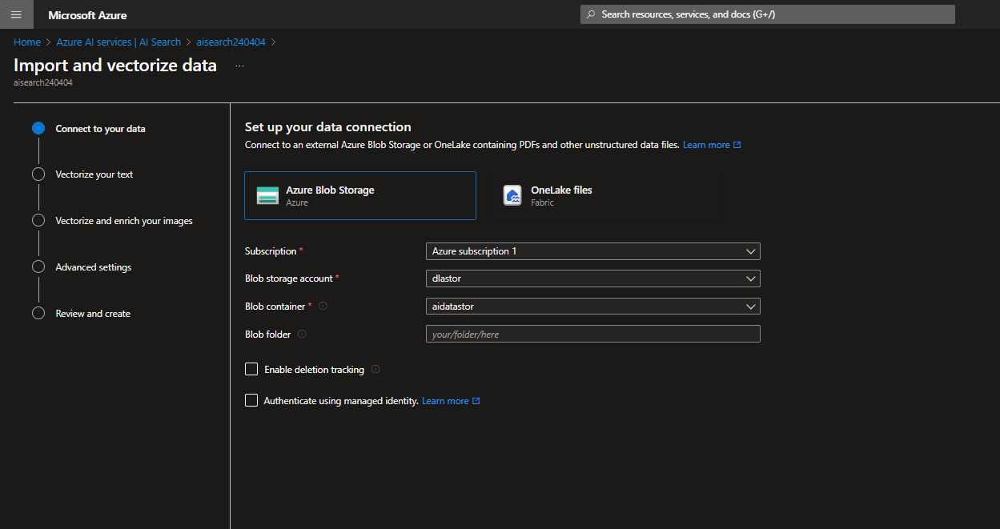 Microsoft Azure
Search resources, services, and docs (G+/)
Home > Azure AI services | AI Search > aisearch240404 >
Import and vectorize data ...
aisearch240404
Connect to your data
Vectorize your text
Vectorize and enrich your images
Advanced settings
Review and create
Set up your data connection
Connect to an external Azure Blob Storage or OneLake containing PDFs and other unstructured data files. Learn more
Azure Blob Storage
Azure
OneLake files
Fabric
Subscription * Azure subscription 1
Blob storage account * dlastor
Blob container * aidatastor
Blob folder your/folder/here
Enable deletion tracking
Authenticate using managed identity. Learn more